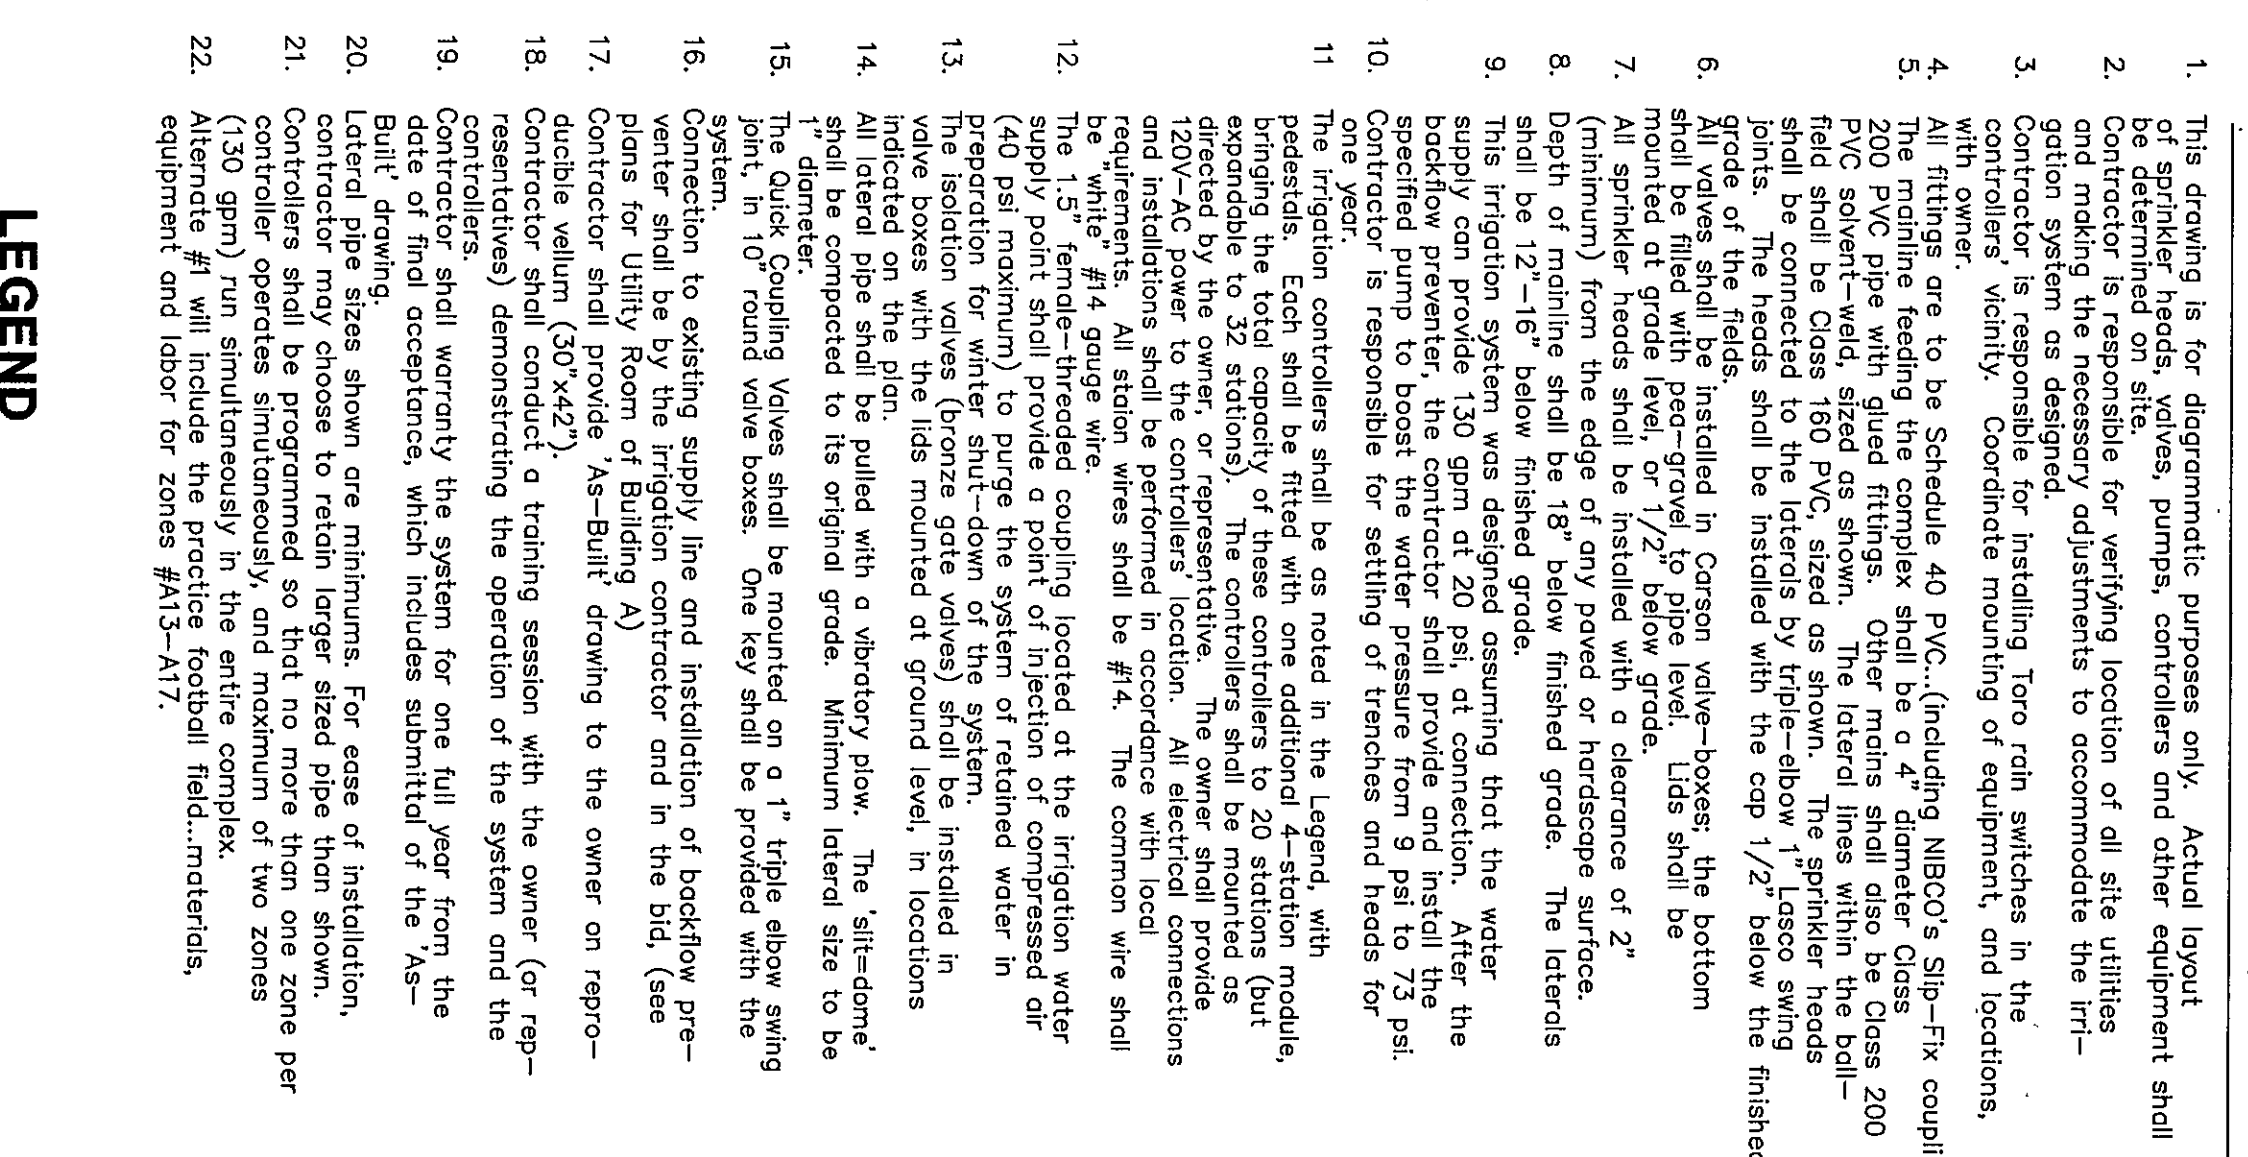 1. This drawing is for diagrammatic purposes only. Actual layout
of sprinkler heads, valves, pumps, controllers and other equipment shall
be determined on site.
2. Contractor is responsible for verifying location of all site utilities
and making the necessary adjustments to accommodate the irri-
gation system as designed.
3. Contractor is responsible for installing Toro rain switches in the
controllers' vicinity. Coordinate mounting of equipment, and locations,
with owner.
4. All fittings are to be Schedule 40 PVC...(including NIBCO's Slip-Fix coupli
5. The mainline feeding the complex shall be a 4" diameter Class
200 PVC pipe with glued fittings. Other mains shall also be Class 200
PVC solvent-weld, sized as shown. The lateral lines within the ball-
field shall be Class 160 PVC, sized as shown. The sprinkler heads
shall be connected to the laterals by triple-elbow 1" Lasco swing
joints. The heads shall be installed with the cap 1/2" below the finished
grade of the fields.
6. All valves shall be installed in Carson valve-boxes; the bottom
shall be filled with pea-gravel to pipe level. Lids shall be
mounted at grade level, or 1/2" below grade.
7. All sprinkler heads shall be installed with a clearance of 2"
(minimum) from the edge of any paved or hardscape surface.
8. Depth of mainline shall be 18" below finished grade. The laterals
shall be 12"-16" below finished grade.
9. This irrigation system was designed assuming that the water
supply can provide 130 gpm at 20 psi, at connection. After the
backflow preventer, the contractor shall provide and install the
specified pump to boost the water pressure from 9 psi to 73 psi.
10. Contractor is responsible for settling of trenches and heads for
one year.
11 The irrigation controllers shall be as noted in the Legend, with
pedestals. Each shall be fitted with one additional 4-station module,
bringing the total capacity of these controllers to 20 stations (but
expandable to 32 stations). The controllers shall be mounted as
directed by the owner, or representative. The owner shall provide
120V-AC power to the controllers' location. All electrical connections
and installations shall be performed in accordance with local
requirements. All staion wires shall be #14. The common wire shall
be "white" #14 gauge wire.
12. The 1.5" female-threaded coupling located at the irrigation water
supply point shall provide a point of injection of compressed air
(40 psi maximum) to purge the system of retained water in
preparation for winter shut-down of the system.
13. The isolation valves (bronze gate valves) shall be installed in
valve boxes with the lids mounted at ground level, in locations
indicated on the plan.
14. All lateral pipe shall be pulled with a vibratory plow. The 'slit=dome'
shall be compacted to its original grade. Minimum lateral size to be
1" diameter.
15. The Quick Coupling Valves shall be mounted on a 1" triple elbow swing
joint, in 10" round valve boxes. One key shall be provided with the
system.
16. Connection to existing supply line and installation of backflow pre-
venter shall be by the irrigation contractor and in the bid, (see
plans for Utility Room of Building A)
17. Contractor shall provide 'As-Built' drawing to the owner on repro-
ducible vellum (30"x42").
18. Contractor shall conduct a training session with the owner (or rep-
resentatives) demonstrating the operation of the system and the
controllers.
19. Contractor shall warranty the system for one full year from the
date of final acceptance, which includes submittal of the 'As-
Built' drawing.
20. Lateral pipe sizes shown are minimums. For ease of installation,
contractor may choose to retain larger sized pipe than shown.
21. Controllers shall be programmed so that no more than one zone per
controller operates simutaneously, and maximum of two zones
(130 gpm) run simultaneously in the entire complex.
22. Alternate #1 will include the practice football field...materials,
equipment and labor for zones #A13-A17.
LEGEND